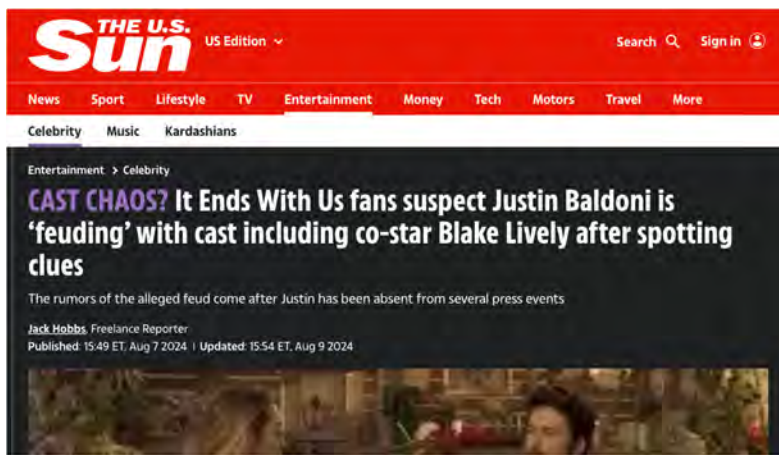 THE U.S. Sun
US Edition
Search
Sign in
News Sport Lifestyle TV Entertainment Money Tech Motors Travel More
Celebrity Music Kardashians
Entertainment > Celebrity
CAST CHAOS? It Ends With Us fans suspect Justin Baldoni is
‘feuding’ with cast including co-star Blake Lively after spotting
clues
The rumors of the alleged feud come after Justin has been absent from several press events
Jack Hobbs, Freelance Reporter
Published: 15:49 ET, Aug 7 2024 | Updated: 15:54 ET, Aug 9 2024